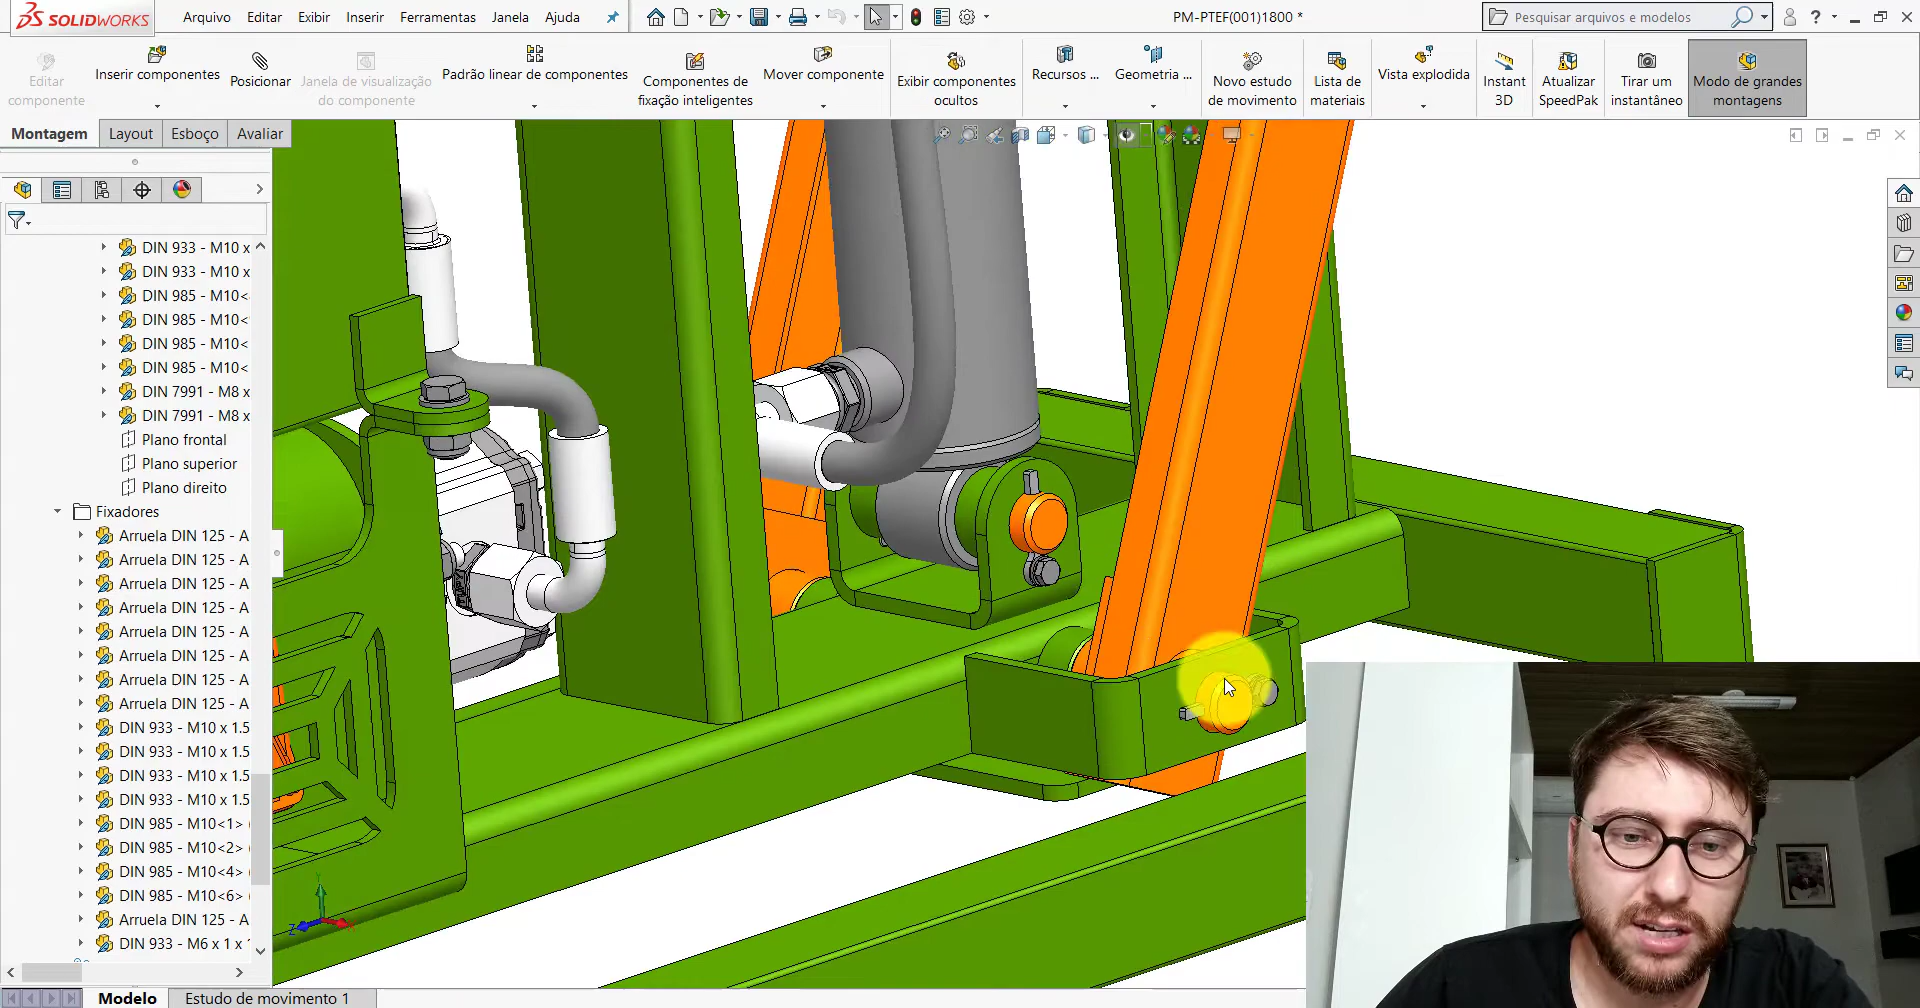 SOLIDWORKS
Arquivo
Editar
Exibir
Inserir
Ferramentas
Janela
Ajuda
PM-PTEF(001)1800 *
Pesquisar arquivos e modelos
Editar
componente
Inserir componentes
Posicionar
Janela de visualização
do componente
Padrão linear de componentes
Componentes de
fixação inteligentes
Mover componente
Exibir componentes
ocultos
Recursos ...
Geometria ...
Novo estudo
de movimento
Lista de
materiais
Vista explodida
Instant
3D
Atualizar
SpeedPak
Tirar um
instantâneo
Modo de grandes
montagens
Montagem
Layout
Esboço
Avaliar
DIN 933 - M10 x
DIN 933 - M10 x
DIN 985 - M10<
DIN 985 - M10<
DIN 985 - M10<
DIN 985 - M10<
DIN 7991 - M8 x
DIN 7991 - M8 x
Plano frontal
Plano superior
Plano direito
Fixadores
Arruela DIN 125 - A
Arruela DIN 125 - A
Arruela DIN 125 - A
Arruela DIN 125 - A
Arruela DIN 125 - A
Arruela DIN 125 - A
Arruela DIN 125 - A
Arruela DIN 125 - A
DIN 933 - M10 x 1.5
DIN 933 - M10 x 1.5
DIN 933 - M10 x 1.5
DIN 933 - M10 x 1.5
DIN 985 - M10<1> (
DIN 985 - M10<2> (
DIN 985 - M10<4> (
DIN 985 - M10<6> (
Arruela DIN 125 - A
DIN 933 - M6 x 1 x
Modelo
Estudo de movimento 1